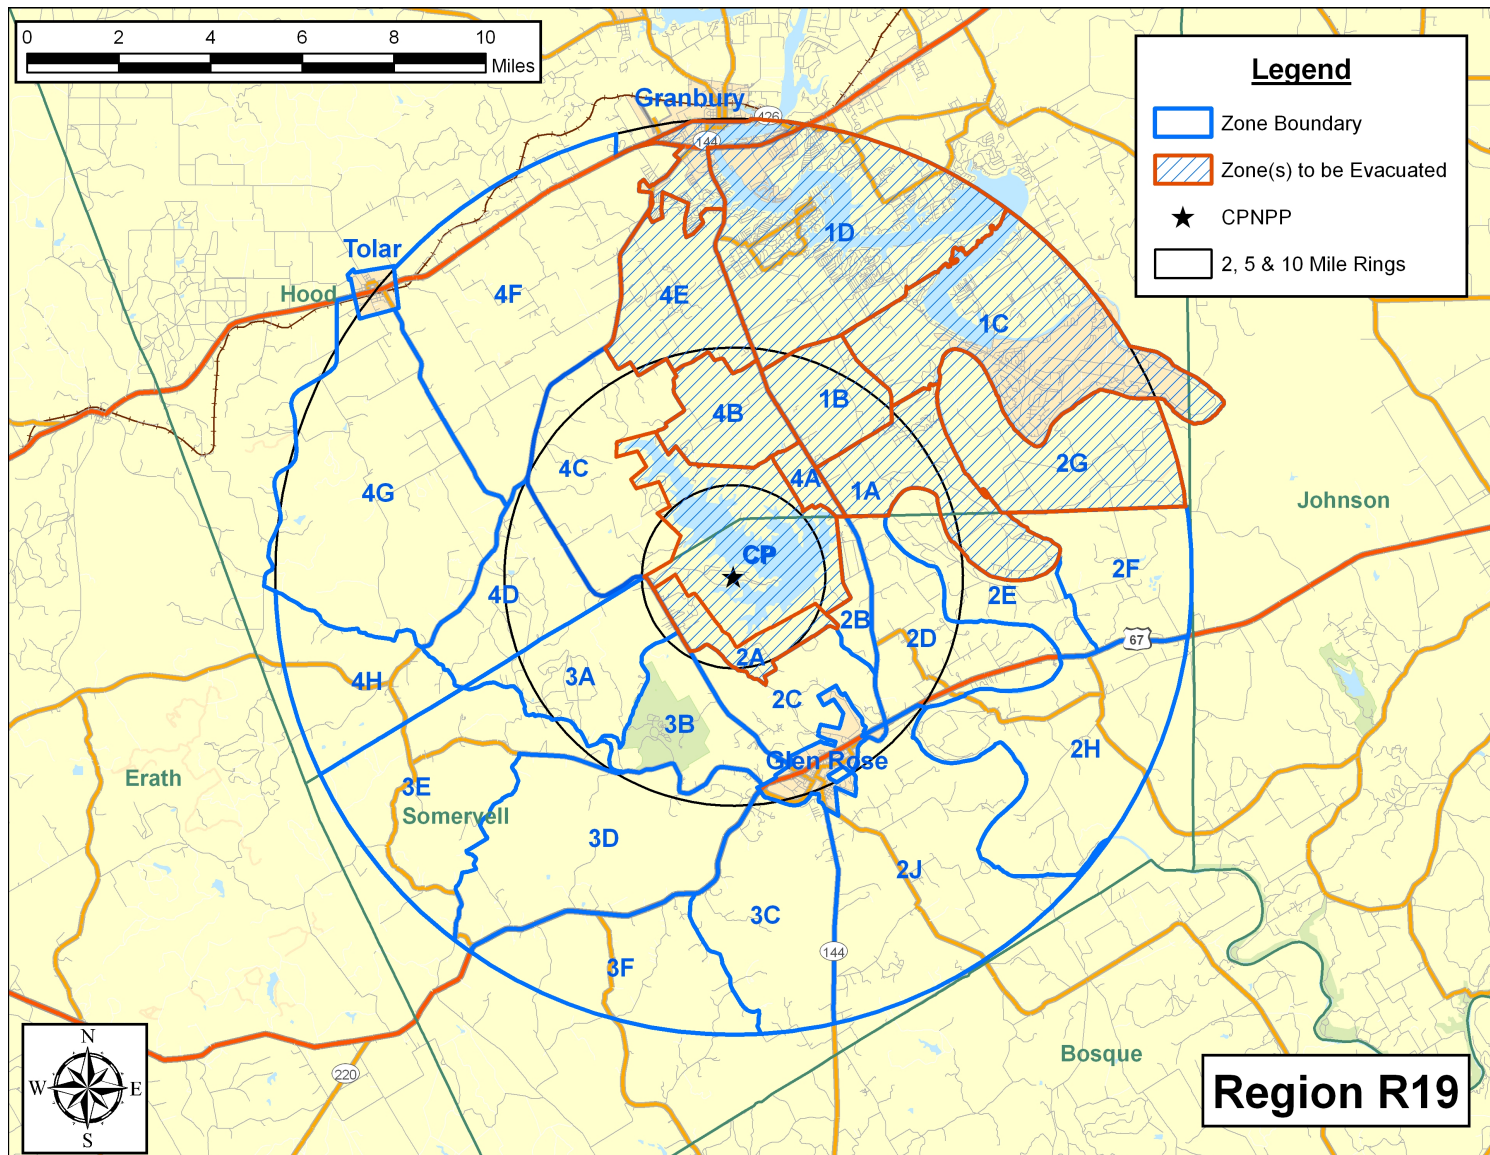 0 2 4 6 8 10
Miles
Legend
Zone Boundary
Zone(s) to be Evacuated
CPNPP
2, 5 & 10 Mile Rings
Granbury
426
144
1D
Tolar
Hood
4F
4E
1C
4B
1B
4C
4A
1A
2G
4G
Johnson
CP
2F
4D
2E
2B
2D
67
2A
3A
4H
2C
3B
2H
Glen Rose
Erath
3E
Somervell
3D
2J
3C
144
3F
Bosque
220
N
W E
S
Region R19